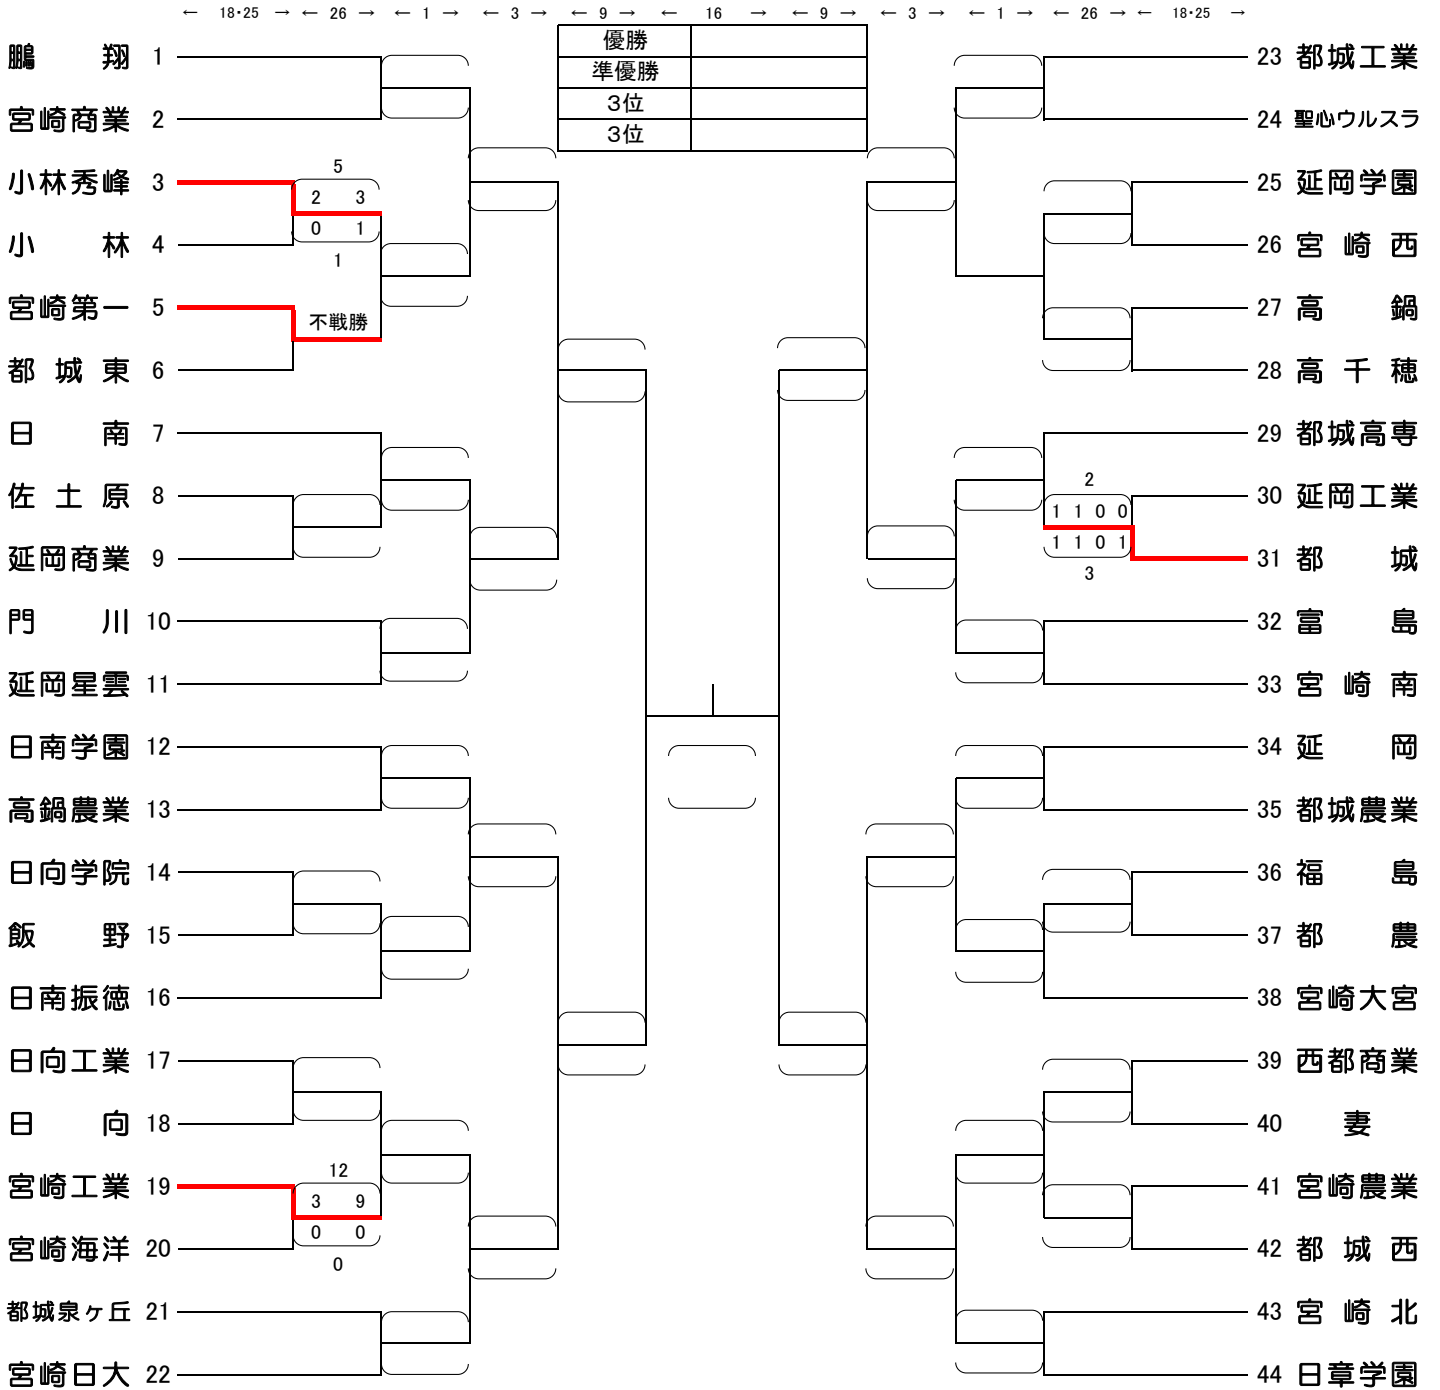 ← 18・25 → ← 26 → ← 1 → ← 3 → ← 9 → ← 16 → ← 9 → ← 3 → ← 1 → ← 26 → ← 18・25 →
優勝
準優勝
3位
3位
鵬翔 1
宮崎商業 2
小林秀峰 3
5
2 3
0 1
1
小林 4
宮崎第一 5
不戦勝
都城東 6
日南 7
佐土原 8
延岡商業 9
門川 10
延岡星雲 11
日南学園 12
高鍋農業 13
日向学院 14
飯野 15
日南振徳 16
日向工業 17
日向 18
宮崎工業 19
12
3 9
0 0
0
宮崎海洋 20
都城泉ヶ丘 21
宮崎日大 22
23 都城工業
24 聖心ウルスラ
25 延岡学園
26 宮崎西
27 高鍋
28 高千穂
29 都城高専
2
1 1 0 0
1 1 0 1
3
30 延岡工業
31 都城
32 富島
33 宮崎南
34 延岡
35 都城農業
36 福島
37 都農
38 宮崎大宮
39 西都商業
40 妻
41 宮崎農業
42 都城西
43 宮崎北
44 日章学園